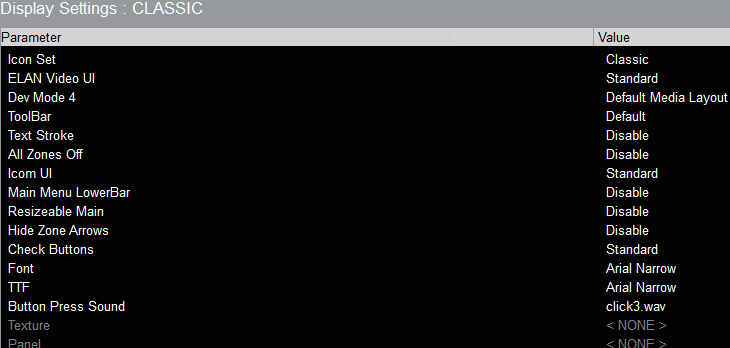 Display Settings : CLASSIC
Parameter Value
Icon Set Classic
ELAN Video UI Standard
Dev Mode 4 Default Media Layout
ToolBar Default
Text Stroke Disable
All Zones Off Disable
Icom UI Standard
Main Menu LowerBar Disable
Resizeable Main Disable
Hide Zone Arrows Disable
Check Buttons Standard
Font Arial Narrow
TTF Arial Narrow
Button Press Sound click3.wav
Texture < NONE >
Panel < NONE >